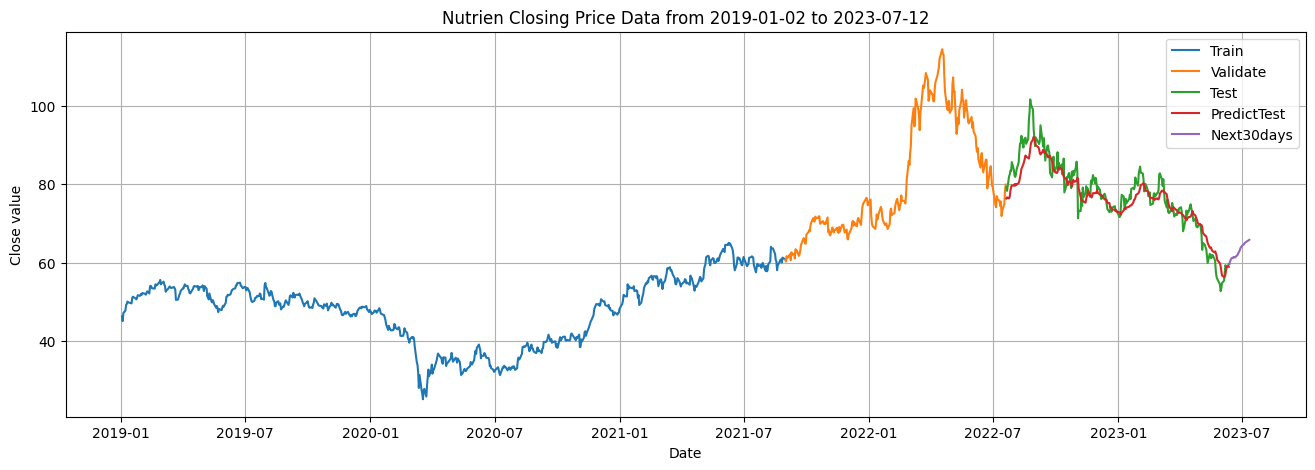 Nutrien Closing Price Data from 2019-01-02 to 2023-07-12
Train
Validate
Test
PredictTest
Next30days
Close value
100
80
60
40
2019-01
2019-07
2020-01
2020-07
2021-01
2021-07
2022-01
2022-07
2023-01
2023-07
Date